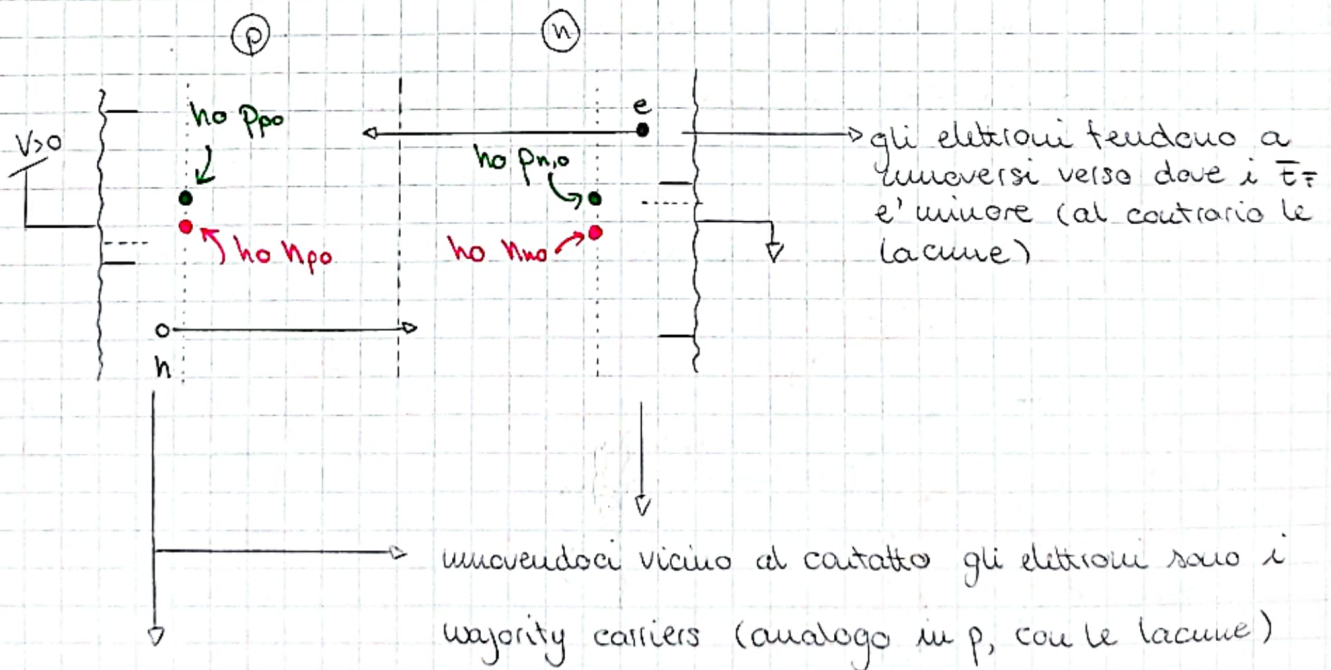 p
n
V>0
ho Ppo
e
gli elettroni tendono a
ho Pn,o
muoversi verso dove i EF
e' minore (al contrario le
ho npo
ho nno
lacune)
h
muovendoci vicino al contatto gli elettroni sono i
majority carriers (analogo in p, con le lacune)